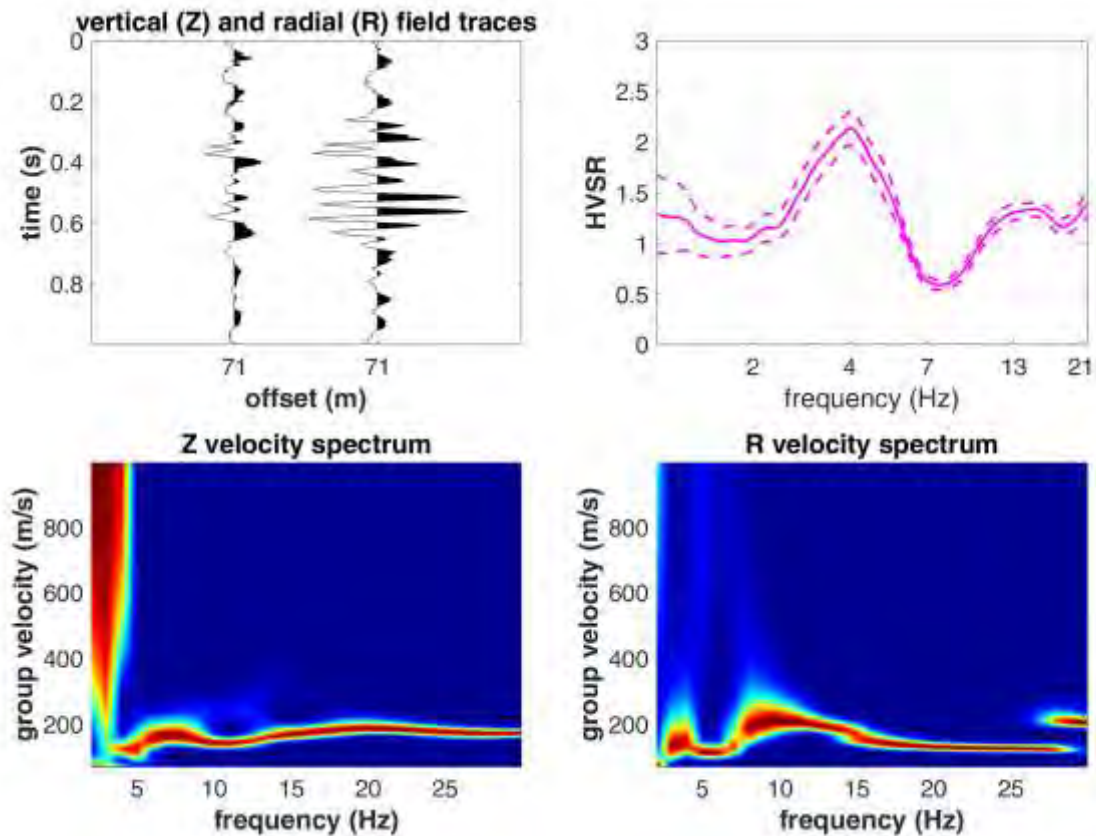 vertical (Z) and radial (R) field traces
0
0.2
0.4
0.6
0.8
time (s)
71 71
offset (m)
3
2.5
2
1.5
1
0.5
0
HVSR
2 4 7 13 21
frequency (Hz)
Z velocity spectrum
800
600
400
200
group velocity (m/s)
5 10 15 20 25
frequency (Hz)
R velocity spectrum
800
600
400
200
group velocity (m/s)
5 10 15 20 25
frequency (Hz)